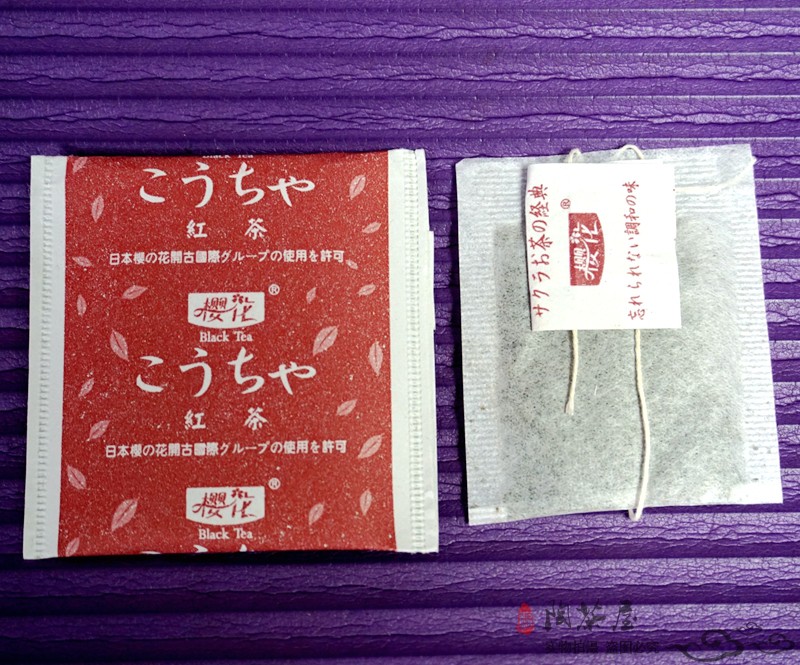 Black Tea
こうちゃ
紅茶
日本櫻の花開古國際グループの使用を許可
櫻花®
Black Tea
こうちゃ
紅茶
日本櫻の花開古國際グループの使用を許可
櫻花®
Black Tea
サクラお茶の経典
櫻花®
忘れられない調和の味